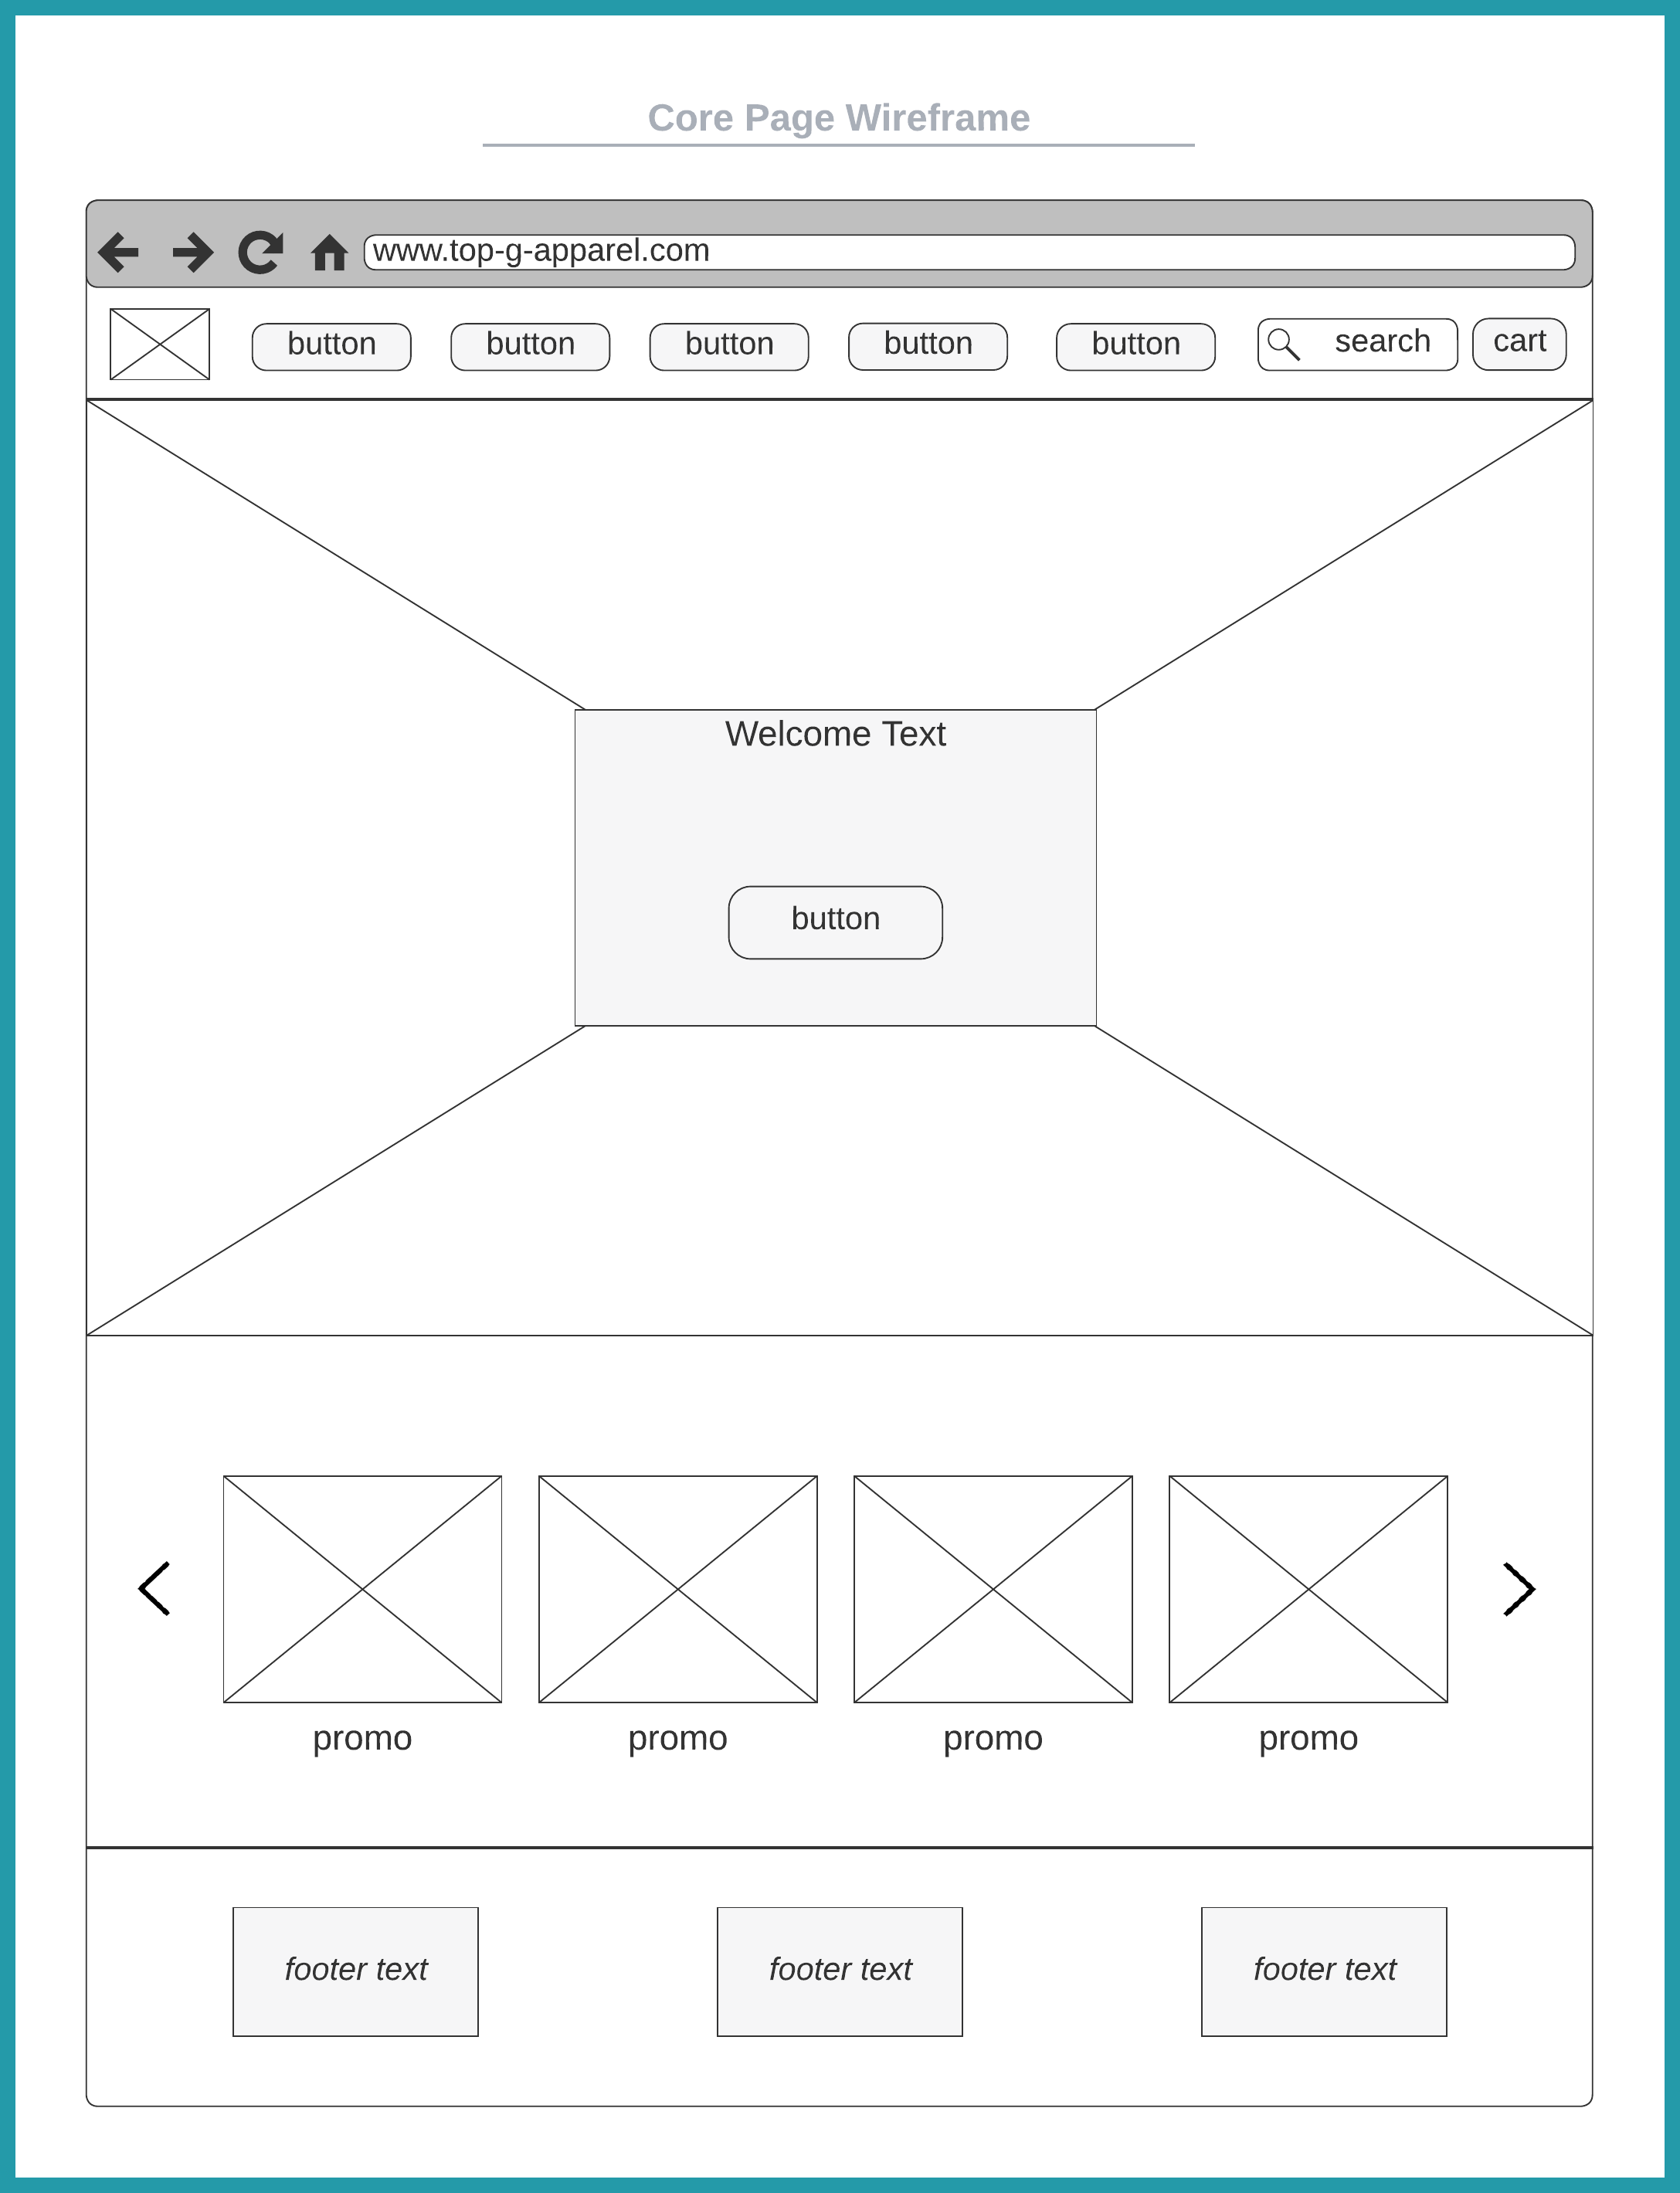 Core Page Wireframe
www.top-g-apparel.com
button button button button button search cart
Welcome Text
button
promo promo promo promo
footer text footer text footer text